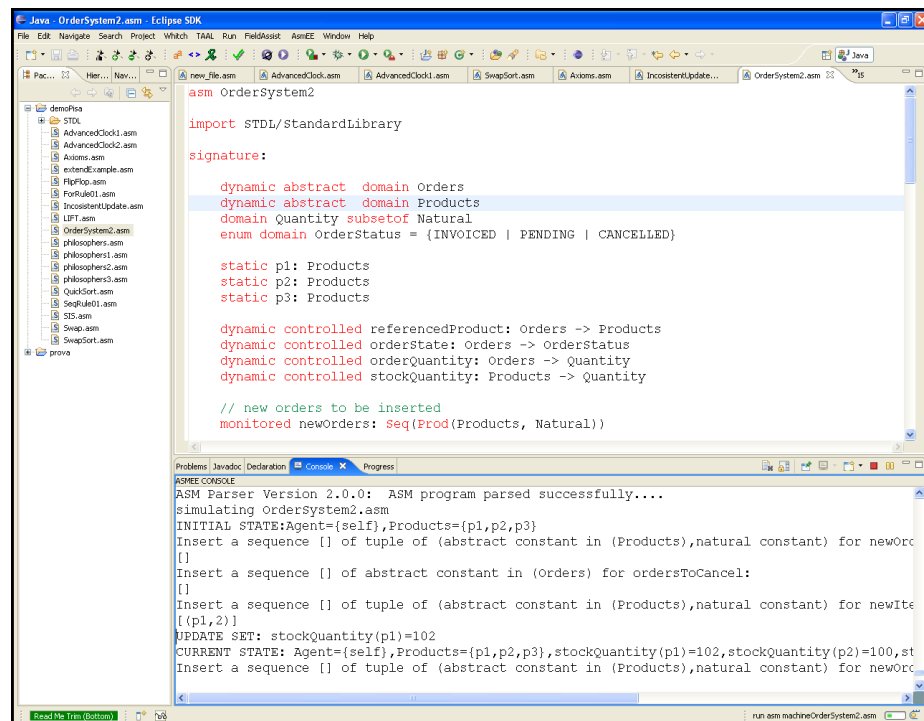 Java - OrderSystem2.asm - Eclipse SDK
File Edit Navigate Search Project Whitch TAAL Run FieldAssist AsmEE Window Help
Java
Pac... Hier... Nav...
new_file.asm AdvancedClock.asm AdvancedClock1.asm SwapSort.asm Axioms.asm IncosistentUpdate... OrderSystem2.asm »15
demoPisa
STDL
AdvancedClock1.asm
AdvancedClock2.asm
Axioms.asm
extendExample.asm
FlipFlop.asm
ForRule01.asm
IncosistentUpdate.asm
LIFT.asm
OrderSystem2.asm
philosophers.asm
philosophers1.asm
philosophers2.asm
philosophers3.asm
QuickSort.asm
SeqRule01.asm
SIS.asm
Swap.asm
SwapSort.asm
prova
asm OrderSystem2
import STDL/StandardLibrary
signature:
dynamic abstract domain Orders
dynamic abstract domain Products
domain Quantity subsetof Natural
enum domain OrderStatus = {INVOICED | PENDING | CANCELLED}
static p1: Products
static p2: Products
static p3: Products
dynamic controlled referencedProduct: Orders -> Products
dynamic controlled orderState: Orders -> OrderStatus
dynamic controlled orderQuantity: Orders -> Quantity
dynamic controlled stockQuantity: Products -> Quantity
// new orders to be inserted
monitored newOrders: Seq(Prod(Products, Natural))
Problems Javadoc Declaration Console Progress
ASMEE CONSOLE
ASM Parser Version 2.0.0: ASM program parsed successfully....
simulating OrderSystem2.asm
INITIAL STATE:Agent={self},Products={p1,p2,p3}
Insert a sequence [] of tuple of (abstract constant in (Products),natural constant) for newOrd
[]
Insert a sequence [] of abstract constant in (Orders) for ordersToCancel:
[]
Insert a sequence [] of tuple of (abstract constant in (Products),natural constant) for newIte
[(p1,2)]
UPDATE SET: stockQuantity(p1)=102
CURRENT STATE: Agent={self},Products={p1,p2,p3},stockQuantity(p1)=102,stockQuantity(p2)=100,st
Insert a sequence [] of tuple of (abstract constant in (Products),natural constant) for newOrd
Read Me Trim (Bottom) run asm machineOrderSystem2.asm